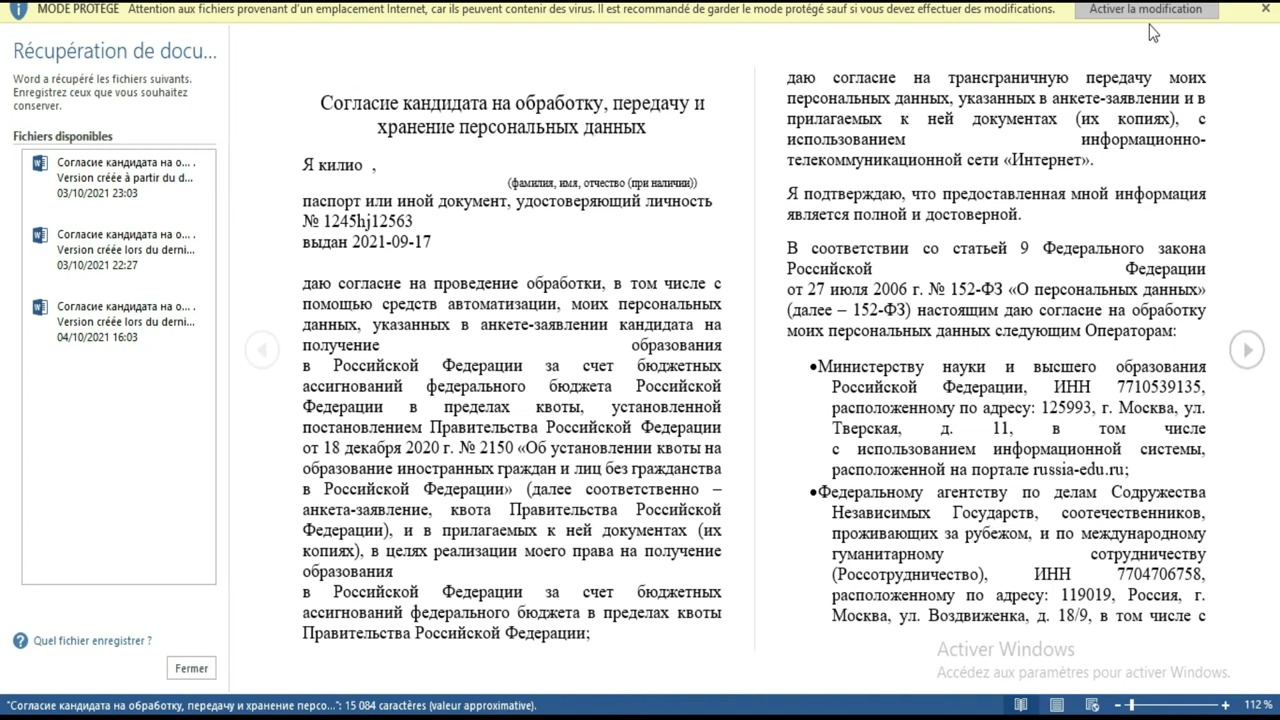 MODE PROTÉGÉ Attention aux fichiers provenant d'un emplacement Internet, car ils peuvent contenir des virus. Il est recommandé de garder le mode protégé sauf si vous devez effectuer des modifications. Activer la modification
Récupération de docu...
Word a récupéré les fichiers suivants.
Enregistrez ceux que vous souhaitez
conserver.
Fichiers disponibles
Согласие кандидата на о... .
Version créée à partir du d...
03/10/2021 23:03
Согласие кандидата на о... .
Version créée lors du derni...
03/10/2021 22:27
Согласие кандидата на о... .
Version créée lors du derni...
04/10/2021 16:03
Quel fichier enregistrer ?
Fermer
Согласие кандидата на обработку, передачу и
хранение персональных данных
Я килио ,
(фамилия, имя, отчество (при наличии))
паспорт или иной документ, удостоверяющий личность
№ 1245hj12563
выдан 2021-09-17
даю согласие на проведение обработки, в том числе с
помощью средств автоматизации, моих персональных
данных, указанных в анкете-заявлении кандидата на
получение образования
в Российской Федерации за счет бюджетных
ассигнований федерального бюджета Российской
Федерации в пределах квоты, установленной
постановлением Правительства Российской Федерации
от 18 декабря 2020 г. № 2150 «Об установлении квоты на
образование иностранных граждан и лиц без гражданства
в Российской Федерации» (далее соответственно –
анкета-заявление, квота Правительства Российской
Федерации), и в прилагаемых к ней документах (их
копиях), в целях реализации моего права на получение
образования
в Российской Федерации за счет бюджетных
ассигнований федерального бюджета в пределах квоты
Правительства Российской Федерации;
даю согласие на трансграничную передачу моих
персональных данных, указанных в анкете-заявлении и в
прилагаемых к ней документах (их копиях), с
использованием информационно-
телекоммуникационной сети «Интернет».
Я подтверждаю, что предоставленная мной информация
является полной и достоверной.
В соответствии со статьей 9 Федерального закона
Российской Федерации
от 27 июля 2006 г. № 152-ФЗ «О персональных данных»
(далее – 152-ФЗ) настоящим даю согласие на обработку
моих персональных данных следующим Операторам:
•Министерству науки и высшего образования
Российской Федерации, ИНН 7710539135,
расположенному по адресу: 125993, г. Москва, ул.
Тверская, д. 11, в том числе
с использованием информационной системы,
расположенной на портале russia-edu.ru;
•Федеральному агентству по делам Содружества
Независимых Государств, соотечественников,
проживающих за рубежом, и по международному
гуманитарному сотрудничеству
(Россотрудничество), ИНН 7704706758,
расположенному по адресу: 119019, Россия, г.
Москва, ул. Воздвиженка, д. 18/9, в том числе с
Activer Windows
Accédez aux paramètres pour activer Windows.
"Согласие кандидата на обработку, передачу и хранение персо...": 15 084 caractères (valeur approximative).
112 %